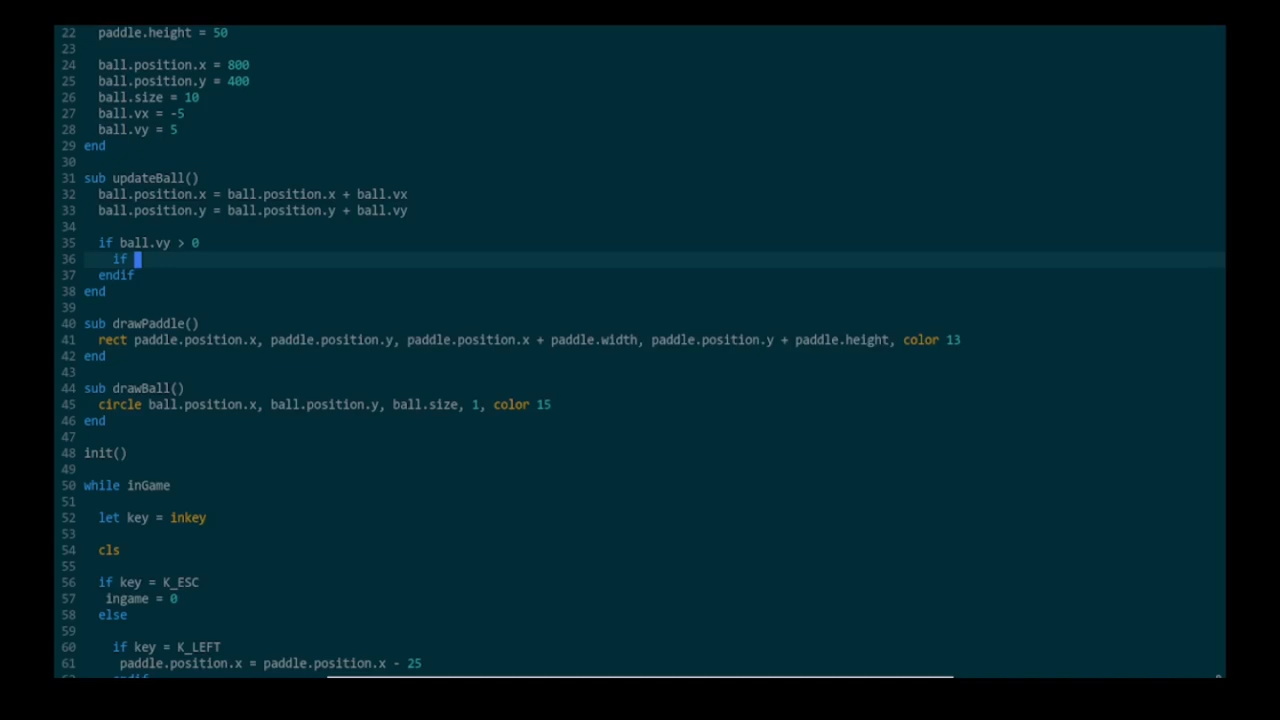 22 paddle.height = 50
23
24 ball.position.x = 800
25 ball.position.y = 400
26 ball.size = 10
27 ball.vx = -5
28 ball.vy = 5
29 end
30
31 sub updateBall()
32 ball.position.x = ball.position.x + ball.vx
33 ball.position.y = ball.position.y + ball.vy
34
35 if ball.vy > 0
36 if
37 endif
38 end
39
40 sub drawPaddle()
41 rect paddle.position.x, paddle.position.y, paddle.position.x + paddle.width, paddle.position.y + paddle.height, color 13
42 end
43
44 sub drawBall()
45 circle ball.position.x, ball.position.y, ball.size, 1, color 15
46 end
47
48 init()
49
50 while inGame
51
52 let key = inkey
53
54 cls
55
56 if key = K_ESC
57 ingame = 0
58 else
59
60 if key = K_LEFT
61 paddle.position.x = paddle.position.x - 25